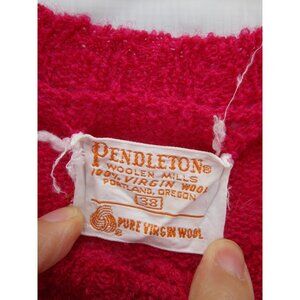 PENDLETON®
WOOLEN MILLS
100% VIRGIN WOOL
PORTLAND, OREGON
38
PURE VIRGIN WOOL